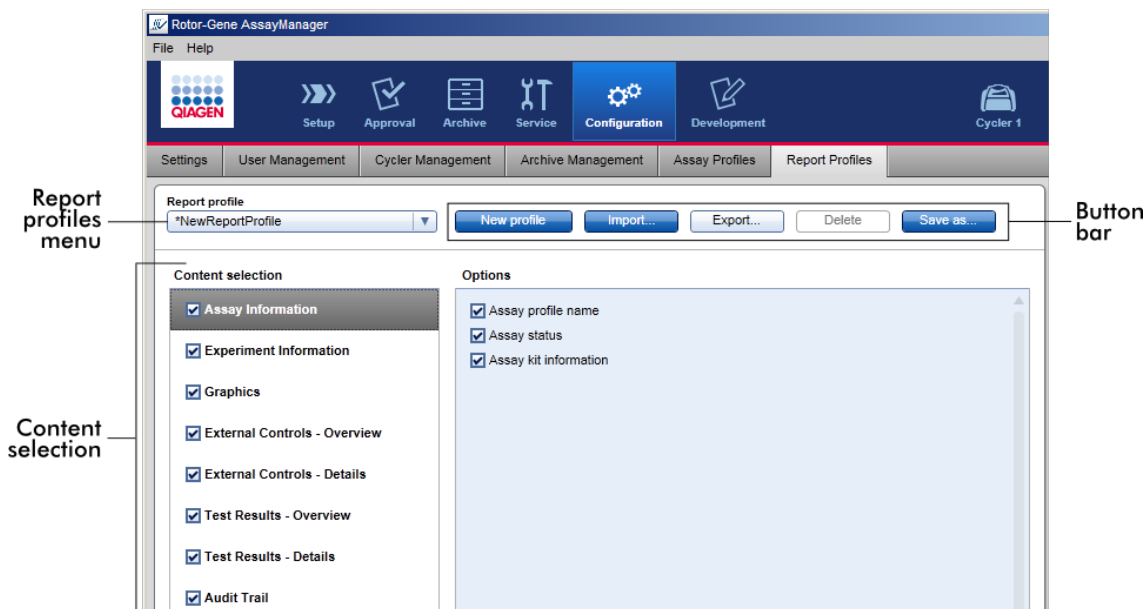 Rotor-Gene AssayManager
File Help
QIAGEN
Setup Approval Archive Service Configuration Development Cycler 1
Settings User Management Cycler Management Archive Management Assay Profiles Report Profiles
Report profiles menu
Report profile
*NewReportProfile
New profile Import... Export... Delete Save as...
Button bar
Content selection
Content selection
Options
Assay Information
Experiment Information
Graphics
External Controls - Overview
External Controls - Details
Test Results - Overview
Test Results - Details
Audit Trail
Assay profile name
Assay status
Assay kit information